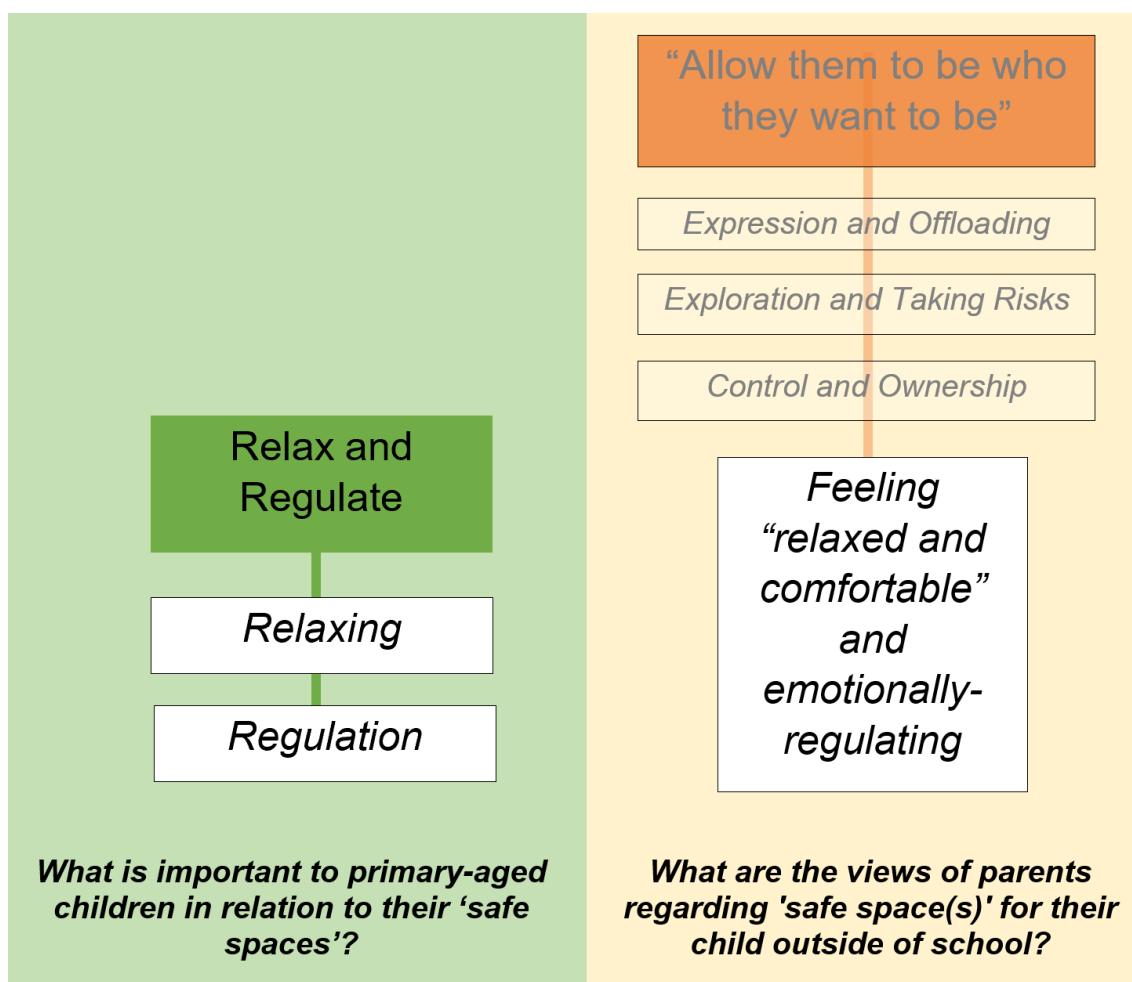 Relax and
Regulate
Relaxing
Regulation
What is important to primary-aged
children in relation to their ‘safe
spaces’?
“Allow them to be who
they want to be”
Expression and Offloading
Exploration and Taking Risks
Control and Ownership
Feeling
“relaxed and
comfortable”
and
emotionally-
regulating
What are the views of parents
regarding 'safe space(s)' for their
child outside of school?